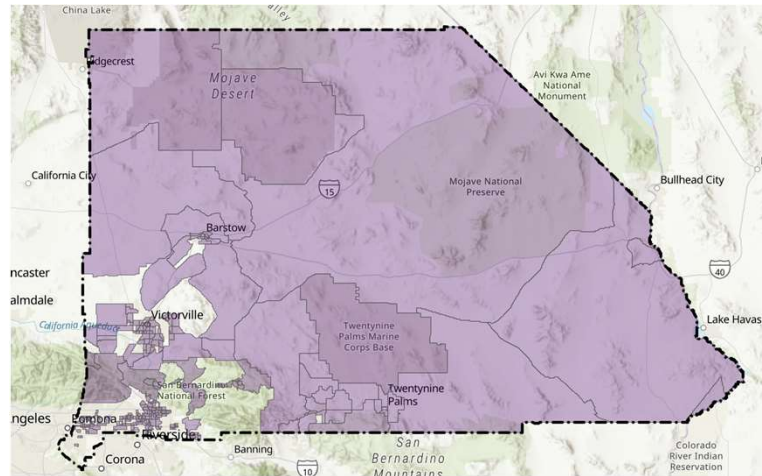 China Lake
Valley
Ridgecrest
Mojave
Desert
Avi Kwa Ame
National
Monument
California City
15
Mojave National
Preserve
Bullhead City
Barstow
ncaster
40
almdale
California Aqueduct
Victorville
Twentynine
Palms Marine
Corps Base
Lake Havas
San Bernardino
National Forest
Twentynine
Palms
ngeles
Pomona
Riverside
Corona
Banning
San
Bernardino
Mountains
10
Colorado
River Indian
Reservation